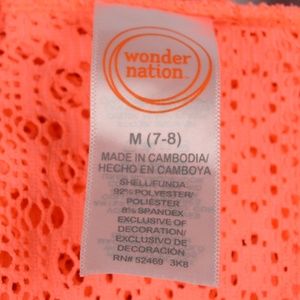 wonder
nation™
M (7-8)
MADE IN CAMBODIA/
HECHO EN CAMBOYA
SHELL/FUNDA
92% POLYESTER/
POLIÉSTER
8% SPANDEX
EXCLUSIVE OF
DECORATION/
EXCLUSIVO DE
DECORACIÓN
RN# 52469 3K8